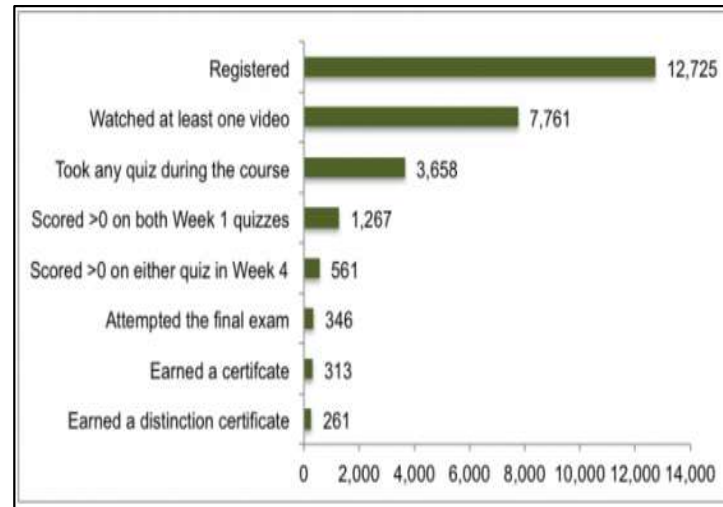 Registered 12,725
Watched at least one video 7,761
Took any quiz during the course 3,658
Scored >0 on both Week 1 quizzes 1,267
Scored >0 on either quiz in Week 4 561
Attempted the final exam 346
Earned a certifcate 313
Earned a distinction certificate 261
0 2,000 4,000 6,000 8,000 10,000 12,000 14,000